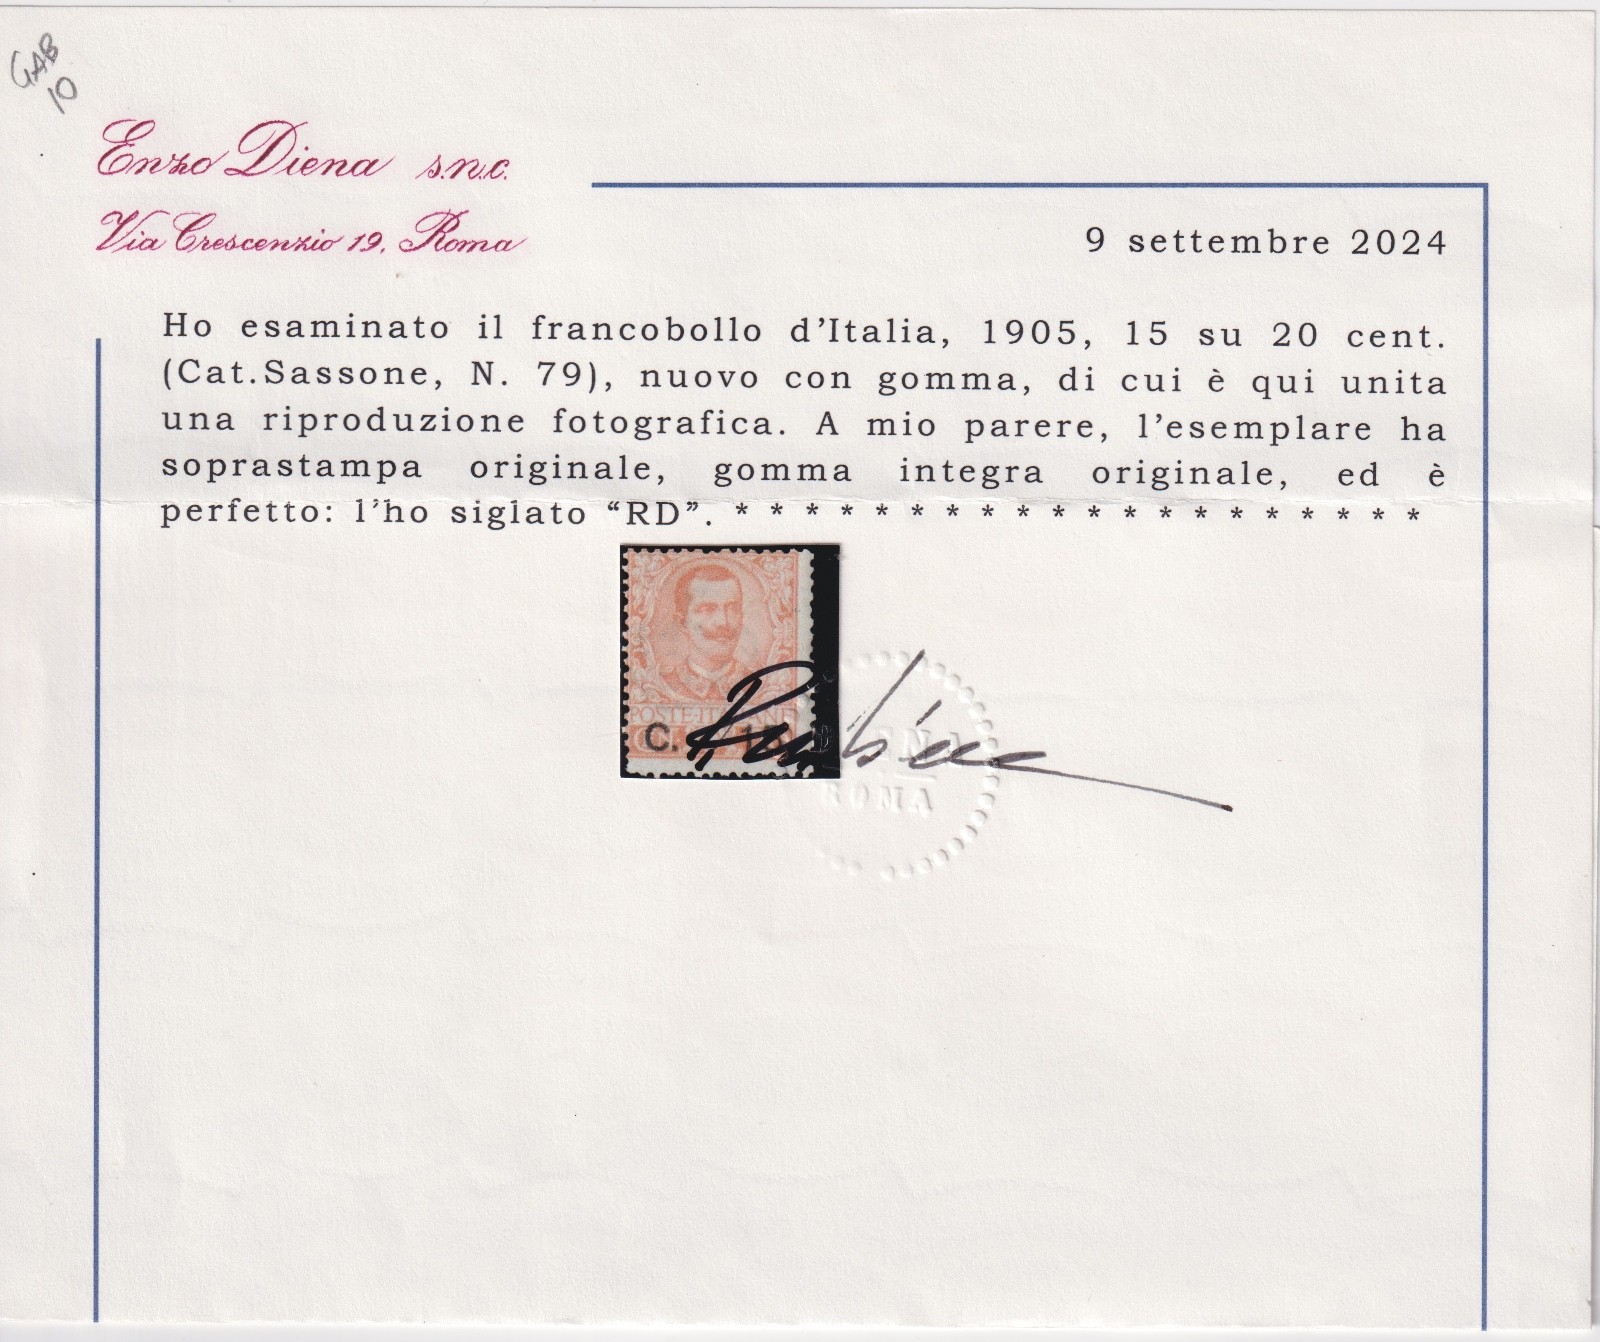 GAB
10
Enzo Diena s.n.c.
Via Crescenzio 19, Roma
9 settembre 2024
Ho esaminato il francobollo d'Italia, 1905, 15 su 20 cent.
(Cat.Sassone, N. 79), nuovo con gomma, di cui è qui unita
una riproduzione fotografica. A mio parere, l'esemplare ha
soprastampa originale, gomma integra originale, ed è
perfetto: l'ho siglato “RD”. * * * * * * * * * * * * * * * * * * * *
POSTE·ITALIANE
C. 15
ROMA